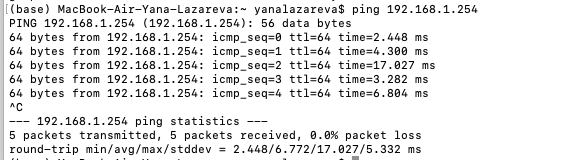 (base) MacBook-Air-Yana-Lazareva:~ yanalazareva$ ping 192.168.1.254
PING 192.168.1.254 (192.168.1.254): 56 data bytes
64 bytes from 192.168.1.254: icmp_seq=0 ttl=64 time=2.448 ms
64 bytes from 192.168.1.254: icmp_seq=1 ttl=64 time=4.300 ms
64 bytes from 192.168.1.254: icmp_seq=2 ttl=64 time=17.027 ms
64 bytes from 192.168.1.254: icmp_seq=3 ttl=64 time=3.282 ms
64 bytes from 192.168.1.254: icmp_seq=4 ttl=64 time=6.804 ms
^C
--- 192.168.1.254 ping statistics ---
5 packets transmitted, 5 packets received, 0.0% packet loss
round-trip min/avg/max/stddev = 2.448/6.772/17.027/5.332 ms